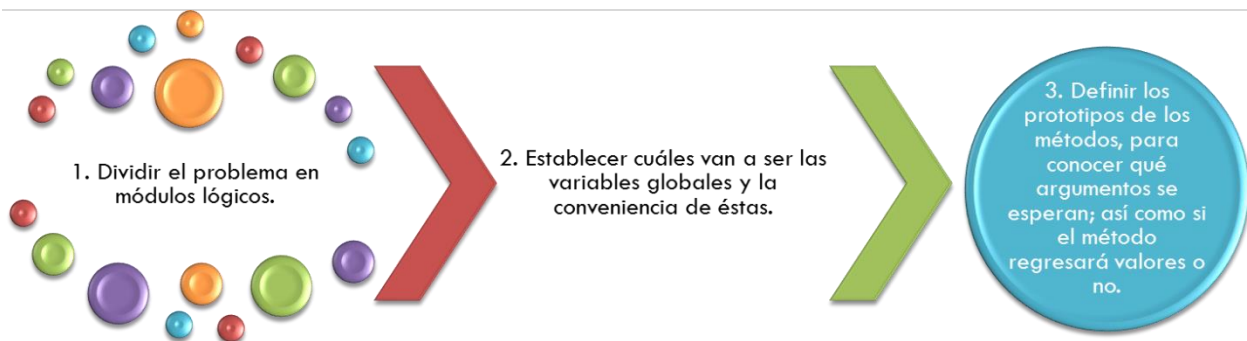 1. Dividir el problema en
módulos lógicos.
2. Establecer cuáles van a ser las
variables globales y la
conveniencia de éstas.
3. Definir los
prototipos de los
métodos, para
conocer qué
argumentos se
esperan; así como si
el método
regresará valores o
no.